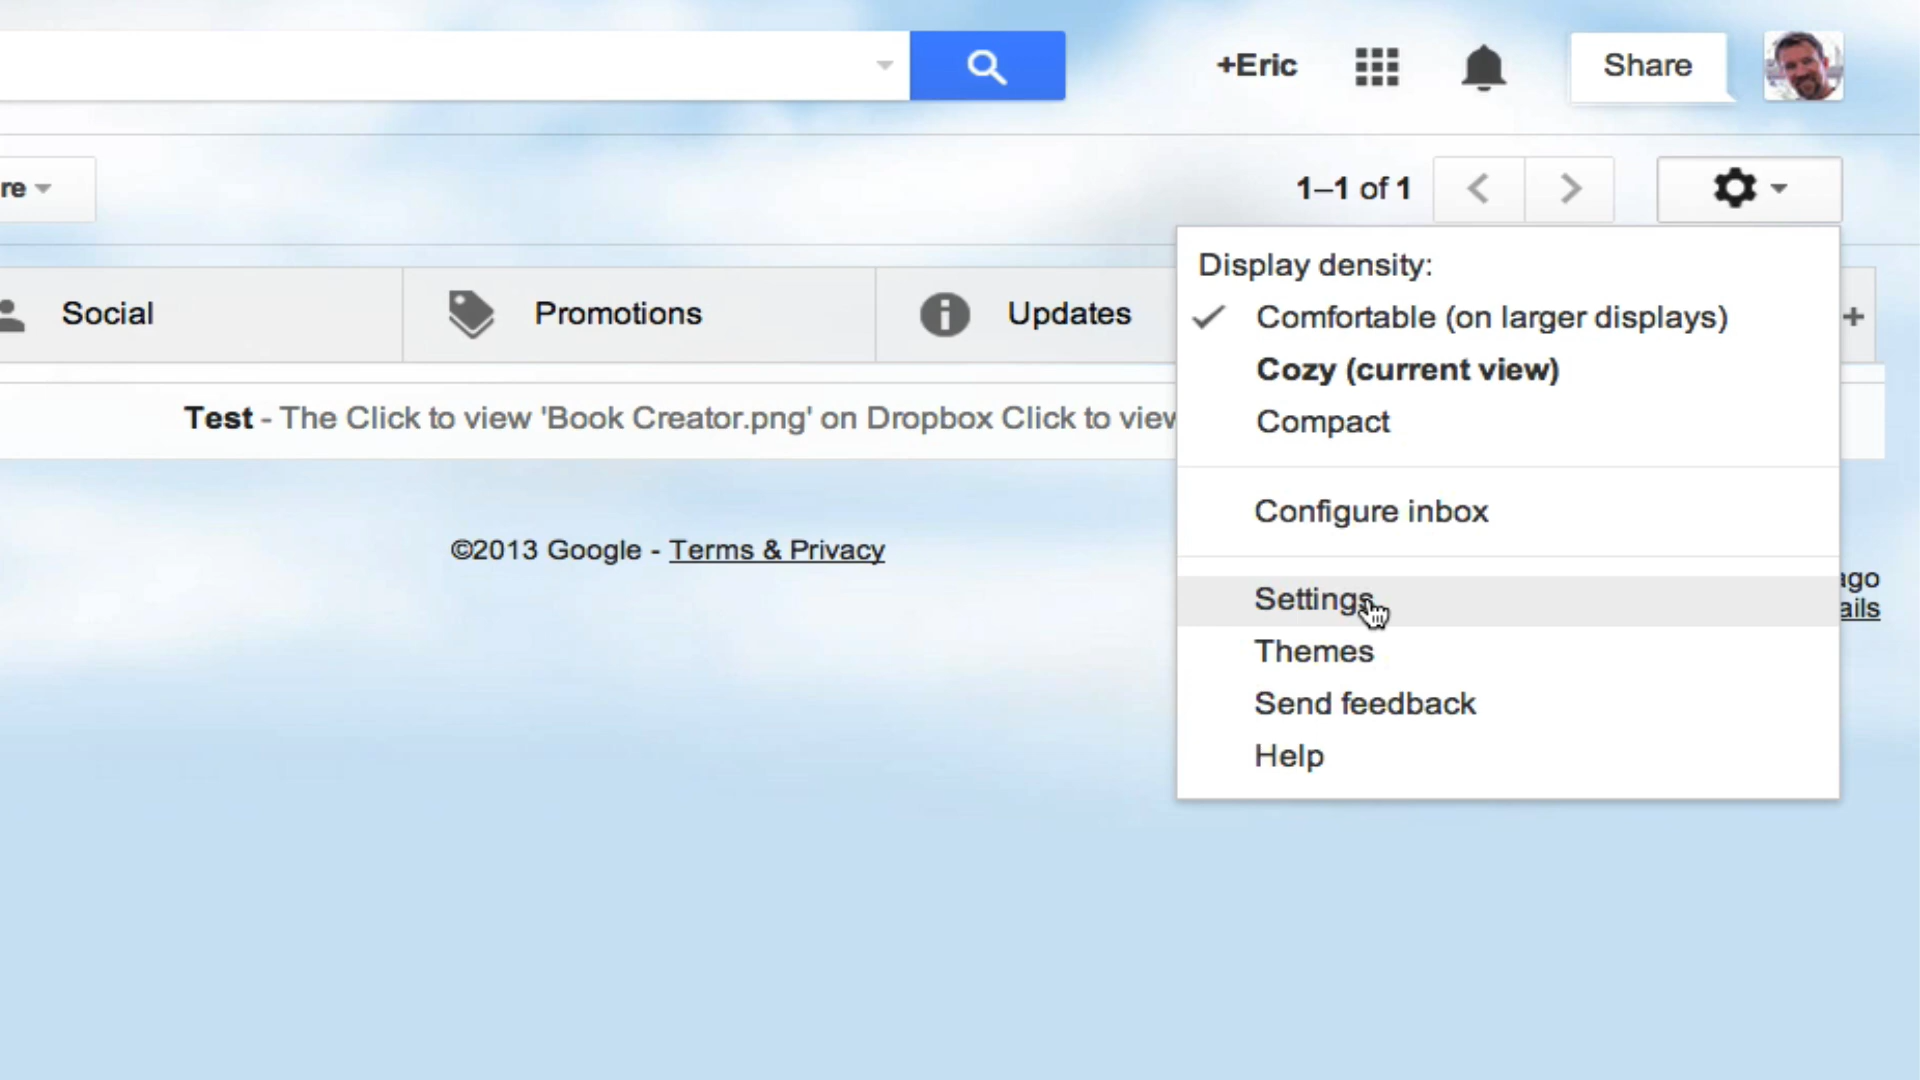 +Eric
Share
re
1–1 of 1
Social
Promotions
Updates
+
Test - The Click to view 'Book Creator.png' on Dropbox Click to view
©2013 Google - Terms & Privacy
ago
ails
Display density:
Comfortable (on larger displays)
Cozy (current view)
Compact
Configure inbox
Settings
Themes
Send feedback
Help